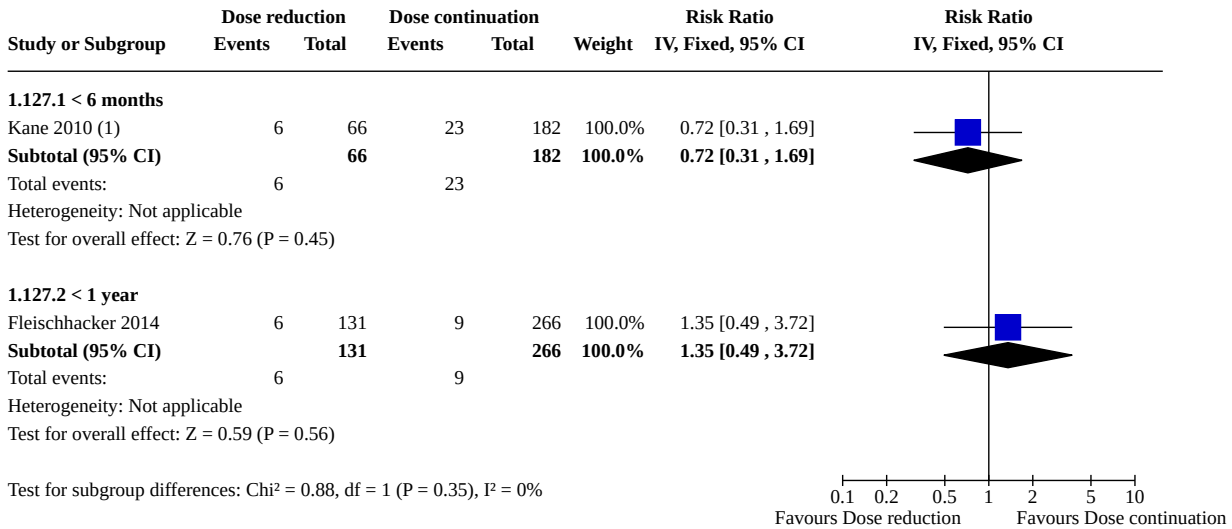 Dose reduction Dose continuation Risk Ratio Risk Ratio
Study or Subgroup Events Total Events Total Weight IV, Fixed, 95% CI IV, Fixed, 95% CI
1.127.1 < 6 months
Kane 2010 (1) 6 66 23 182 100.0% 0.72 [0.31 , 1.69]
Subtotal (95% CI) 66 182 100.0% 0.72 [0.31 , 1.69]
Total events: 6 23
Heterogeneity: Not applicable
Test for overall effect: Z = 0.76 (P = 0.45)
1.127.2 < 1 year
Fleischhacker 2014 6 131 9 266 100.0% 1.35 [0.49 , 3.72]
Subtotal (95% CI) 131 266 100.0% 1.35 [0.49 , 3.72]
Total events: 6 9
Heterogeneity: Not applicable
Test for overall effect: Z = 0.59 (P = 0.56)
Test for subgroup differences: Chi² = 0.88, df = 1 (P = 0.35), I² = 0%
0.1 0.2 0.5 1 2 5 10
Favours Dose reduction Favours Dose continuation